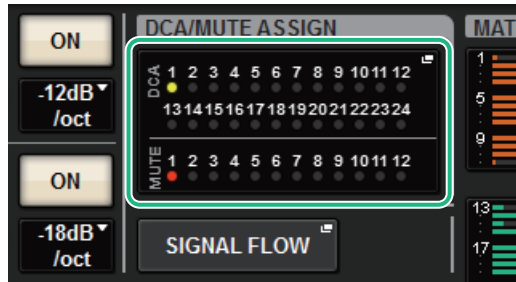 DCA/MUTE ASSIGN
MAT
ON
-12dB
/oct
ON
-18dB
/oct
DCA
1 2 3 4 5 6 7 8 9 10 11 12
13 14 15 16 17 18 19 20 21 22 23 24
MUTE
1 2 3 4 5 6 7 8 9 10 11 12
SIGNAL FLOW
1
5
9
13
17